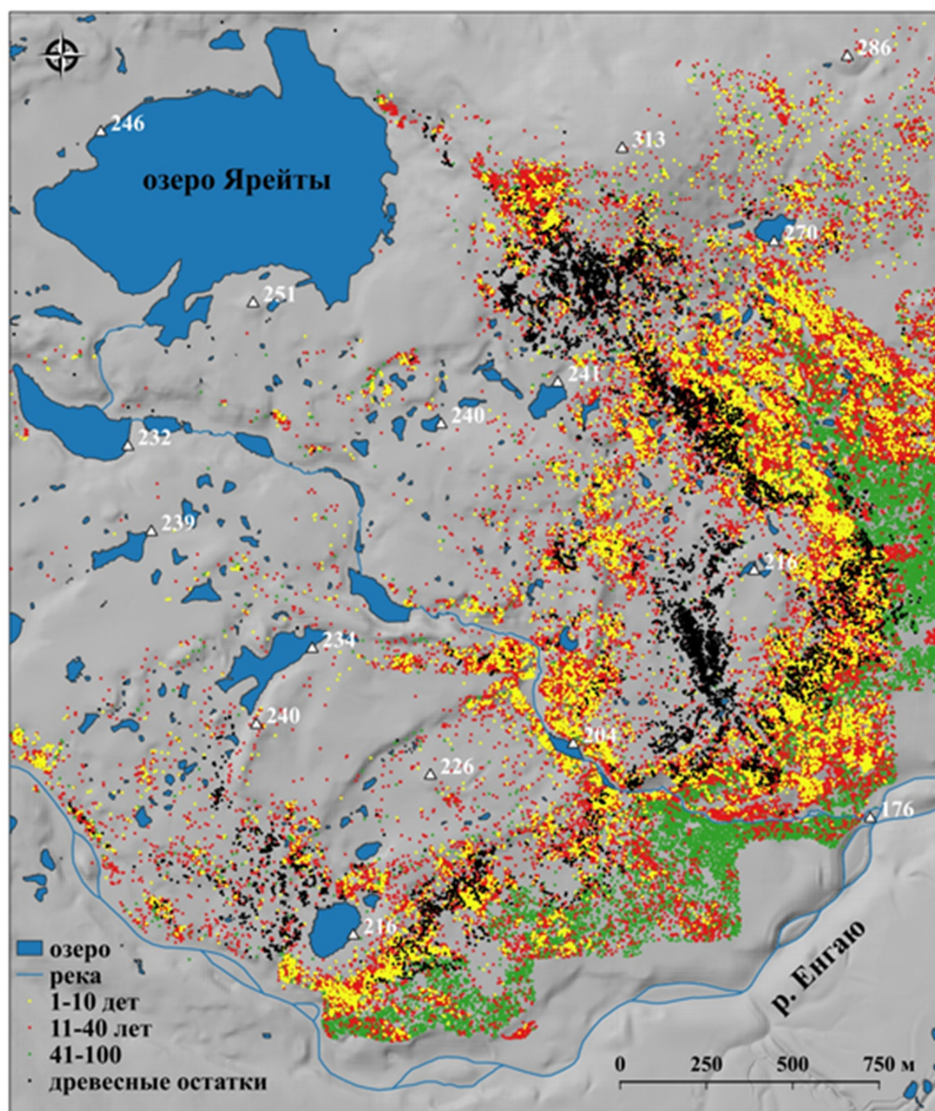 286
246
313
озеро Ярейты
270
251
241
240
232
239
216
234
240
204
226
176
216
озеро
река
1-10 дет
11-40 лет
41-100
древесные остатки
р. Енгаю
0 250 500 750 м